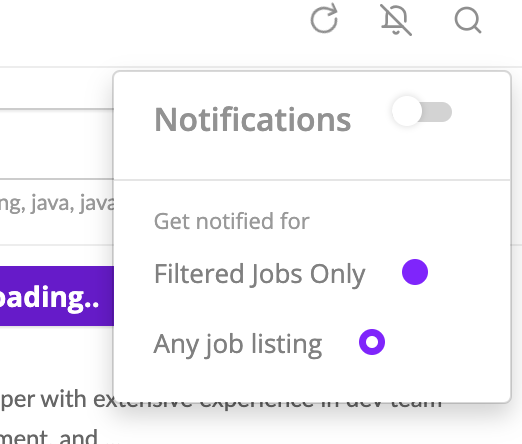 Notifications
ng, java, java
Get notified for
Filtered Jobs Only
oading..
Any job listing
per with extensive experience in dev team
ment, and